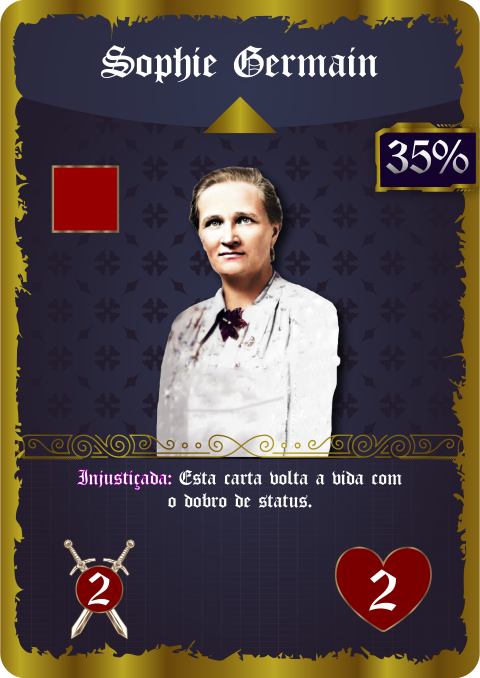 Sophie Germain
35%
Injustiçada: Esta carta volta a vida com
o dobro de status.
2
2